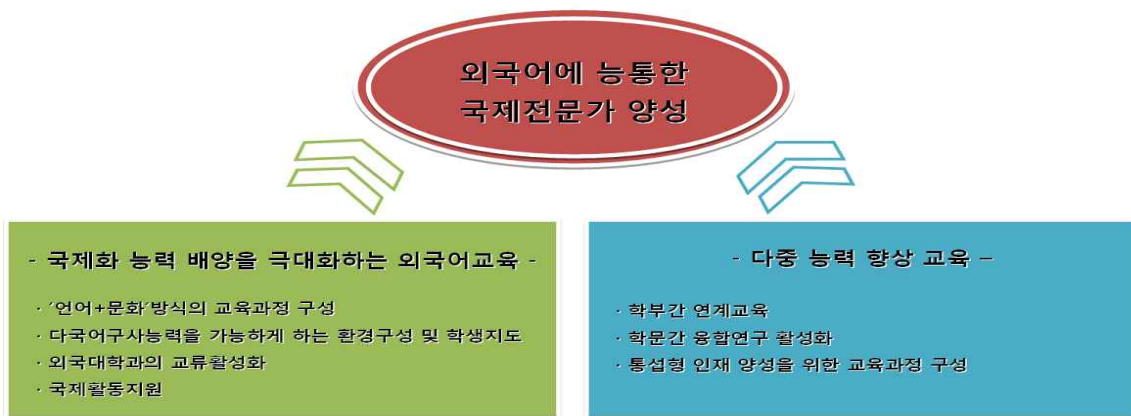 외국어에 능통한
국제전문가 양성
- 국제화 능력 배양을 극대화하는 외국어교육 -
· ´언어+문화´방식의 교육과정 구성
· 다국어구사능력을 가능하게 하는 환경구성 및 학생지도
· 외국대학과의 교류활성화
· 국제활동지원
- 다중 능력 향상 교육 –
· 학부간 연계교육
· 학문간 융합연구 활성화
· 통섭형 인재 양성을 위한 교육과정 구성